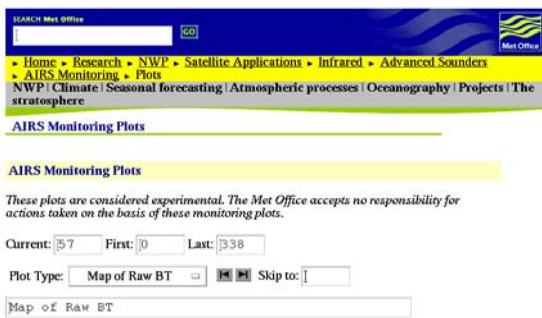 SEARCH Met Office
GO
Met Office
Home Research NWP Satellite Applications Infrared Advanced Sounders
AIRS Monitoring Plots
NWP | Climate | Seasonal forecasting | Atmospheric processes | Oceanography | Projects | The
stratosphere
AIRS Monitoring Plots
AIRS Monitoring Plots
These plots are considered experimental. The Met Office accepts no responsibility for
actions taken on the basis of these monitoring plots.
Current: 57 First: 0 Last: 338
Plot Type: Map of Raw BT Skip to:
Map of Raw BT